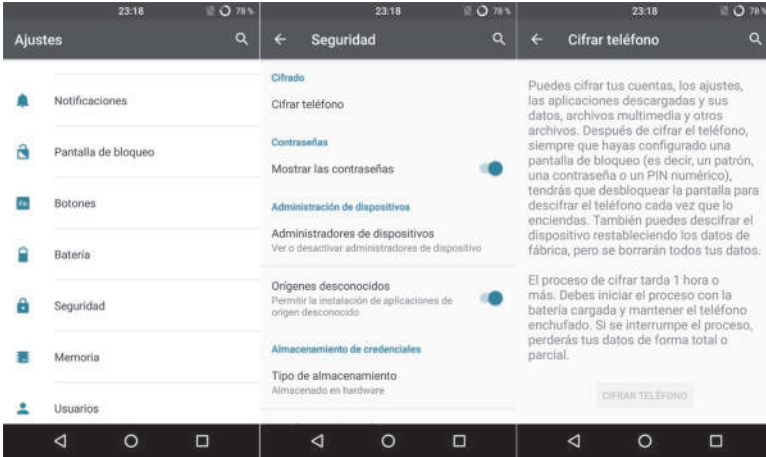 23:18
78%
Ajustes
Notificaciones
Pantalla de bloqueo
Botones
Batería
Seguridad
Memoria
Usuarios
23:18
78%
Seguridad
Cifrado
Cifrar teléfono
Contraseñas
Mostrar las contraseñas
Administración de dispositivos
Administradores de dispositivos
Ver o desactivar administradores de dispositivo
Orígenes desconocidos
Permitir la instalación de aplicaciones de
origen desconocido
Almacenamiento de credenciales
Tipo de almacenamiento
Almacenado en hardware
23:18
78%
Cifrar teléfono
Puedes cifrar tus cuentas, los ajustes,
las aplicaciones descargadas y sus
datos, archivos multimedia y otros
archivos. Después de cifrar el teléfono,
siempre que hayas configurado una
pantalla de bloqueo (es decir, un patrón,
una contraseña o un PIN numérico),
tendrás que desbloquear la pantalla para
descifrar el teléfono cada vez que lo
enciendas. También puedes descifrar el
dispositivo restableciendo los datos de
fábrica, pero se borrarán todos tus datos.
El proceso de cifrar tarda 1 hora o
más. Debes iniciar el proceso con la
batería cargada y mantener el teléfono
enchufado. Si se interrumpe el proceso,
perderás tus datos de forma total o
parcial.
CIFRAR TELÉFONO